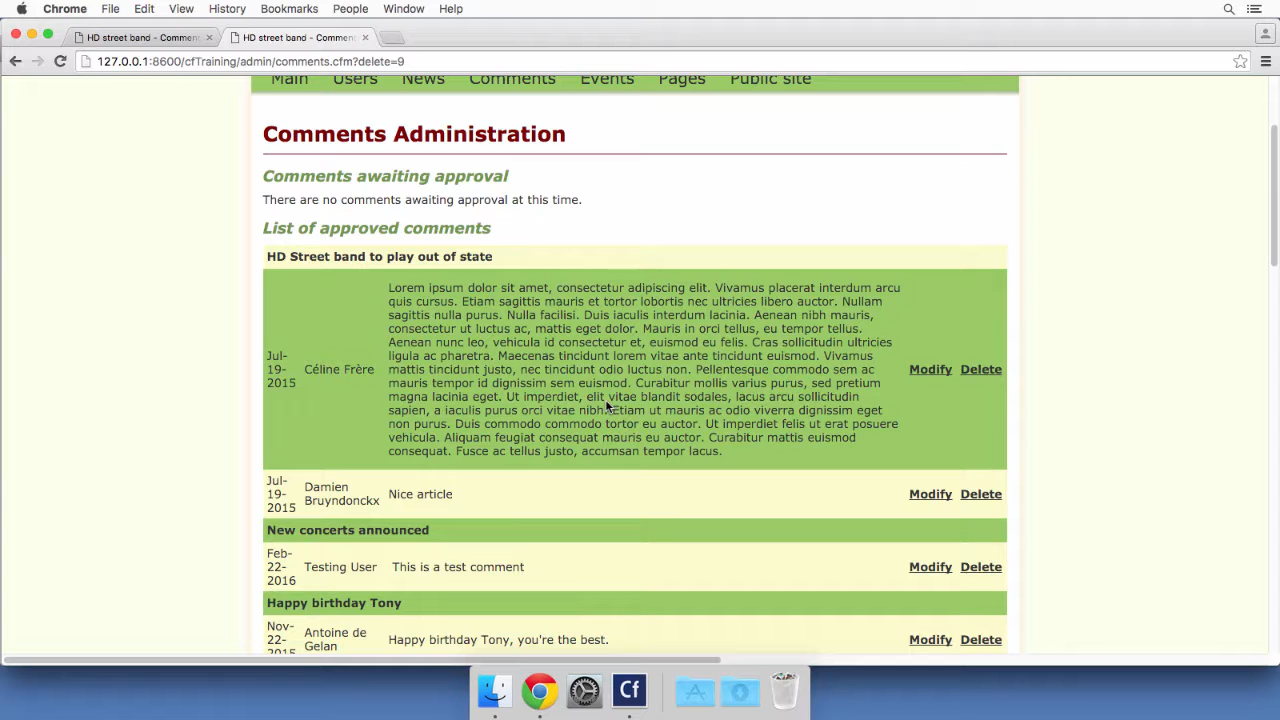 Chrome File Edit View History Bookmarks People Window Help
HD street band - Commen
HD street band - Commen
127.0.0.1:8600/cfTraining/admin/comments.cfm?delete=9
Main Users News Comments Events Pages Public site
Comments Administration
Comments awaiting approval
There are no comments awaiting approval at this time.
List of approved comments
HD Street band to play out of state
Lorem ipsum dolor sit amet, consectetur adipiscing elit. Vivamus placerat interdum arcu
quis cursus. Etiam sagittis mauris et tortor lobortis nec ultricies libero auctor. Nullam
sagittis nulla purus. Nulla facilisi. Duis iaculis interdum lacinia. Aenean nibh mauris,
consectetur ut luctus ac, mattis eget dolor. Mauris in orci tellus, eu tempor tellus.
Aenean nunc leo, vehicula id consectetur et, euismod eu felis. Cras sollicitudin ultricies
ligula ac pharetra. Maecenas tincidunt lorem vitae ante tincidunt euismod. Vivamus
Jul-
19-
2015
Céline Frère
mattis tincidunt justo, nec tincidunt odio luctus non. Pellentesque commodo sem ac
Modify Delete
mauris tempor id dignissim sem euismod. Curabitur mollis varius purus, sed pretium
magna lacinia eget. Ut imperdiet, elit vitae blandit sodales, lacus arcu sollicitudin
sapien, a iaculis purus orci vitae nibh. Etiam ut mauris ac odio viverra dignissim eget
non purus. Duis commodo commodo tortor eu auctor. Ut imperdiet felis ut erat posuere
vehicula. Aliquam feugiat consequat mauris eu auctor. Curabitur mattis euismod
consequat. Fusce ac tellus justo, accumsan tempor lacus.
Jul-
19-
2015
Damien
Bruyndonckx
Nice article
Modify Delete
New concerts announced
Feb-
22-
2016
Testing User
This is a test comment
Modify Delete
Happy birthday Tony
Nov-
22-
2015
Antoine de
Gelan
Happy birthday Tony, you're the best.
Modify Delete
Cf